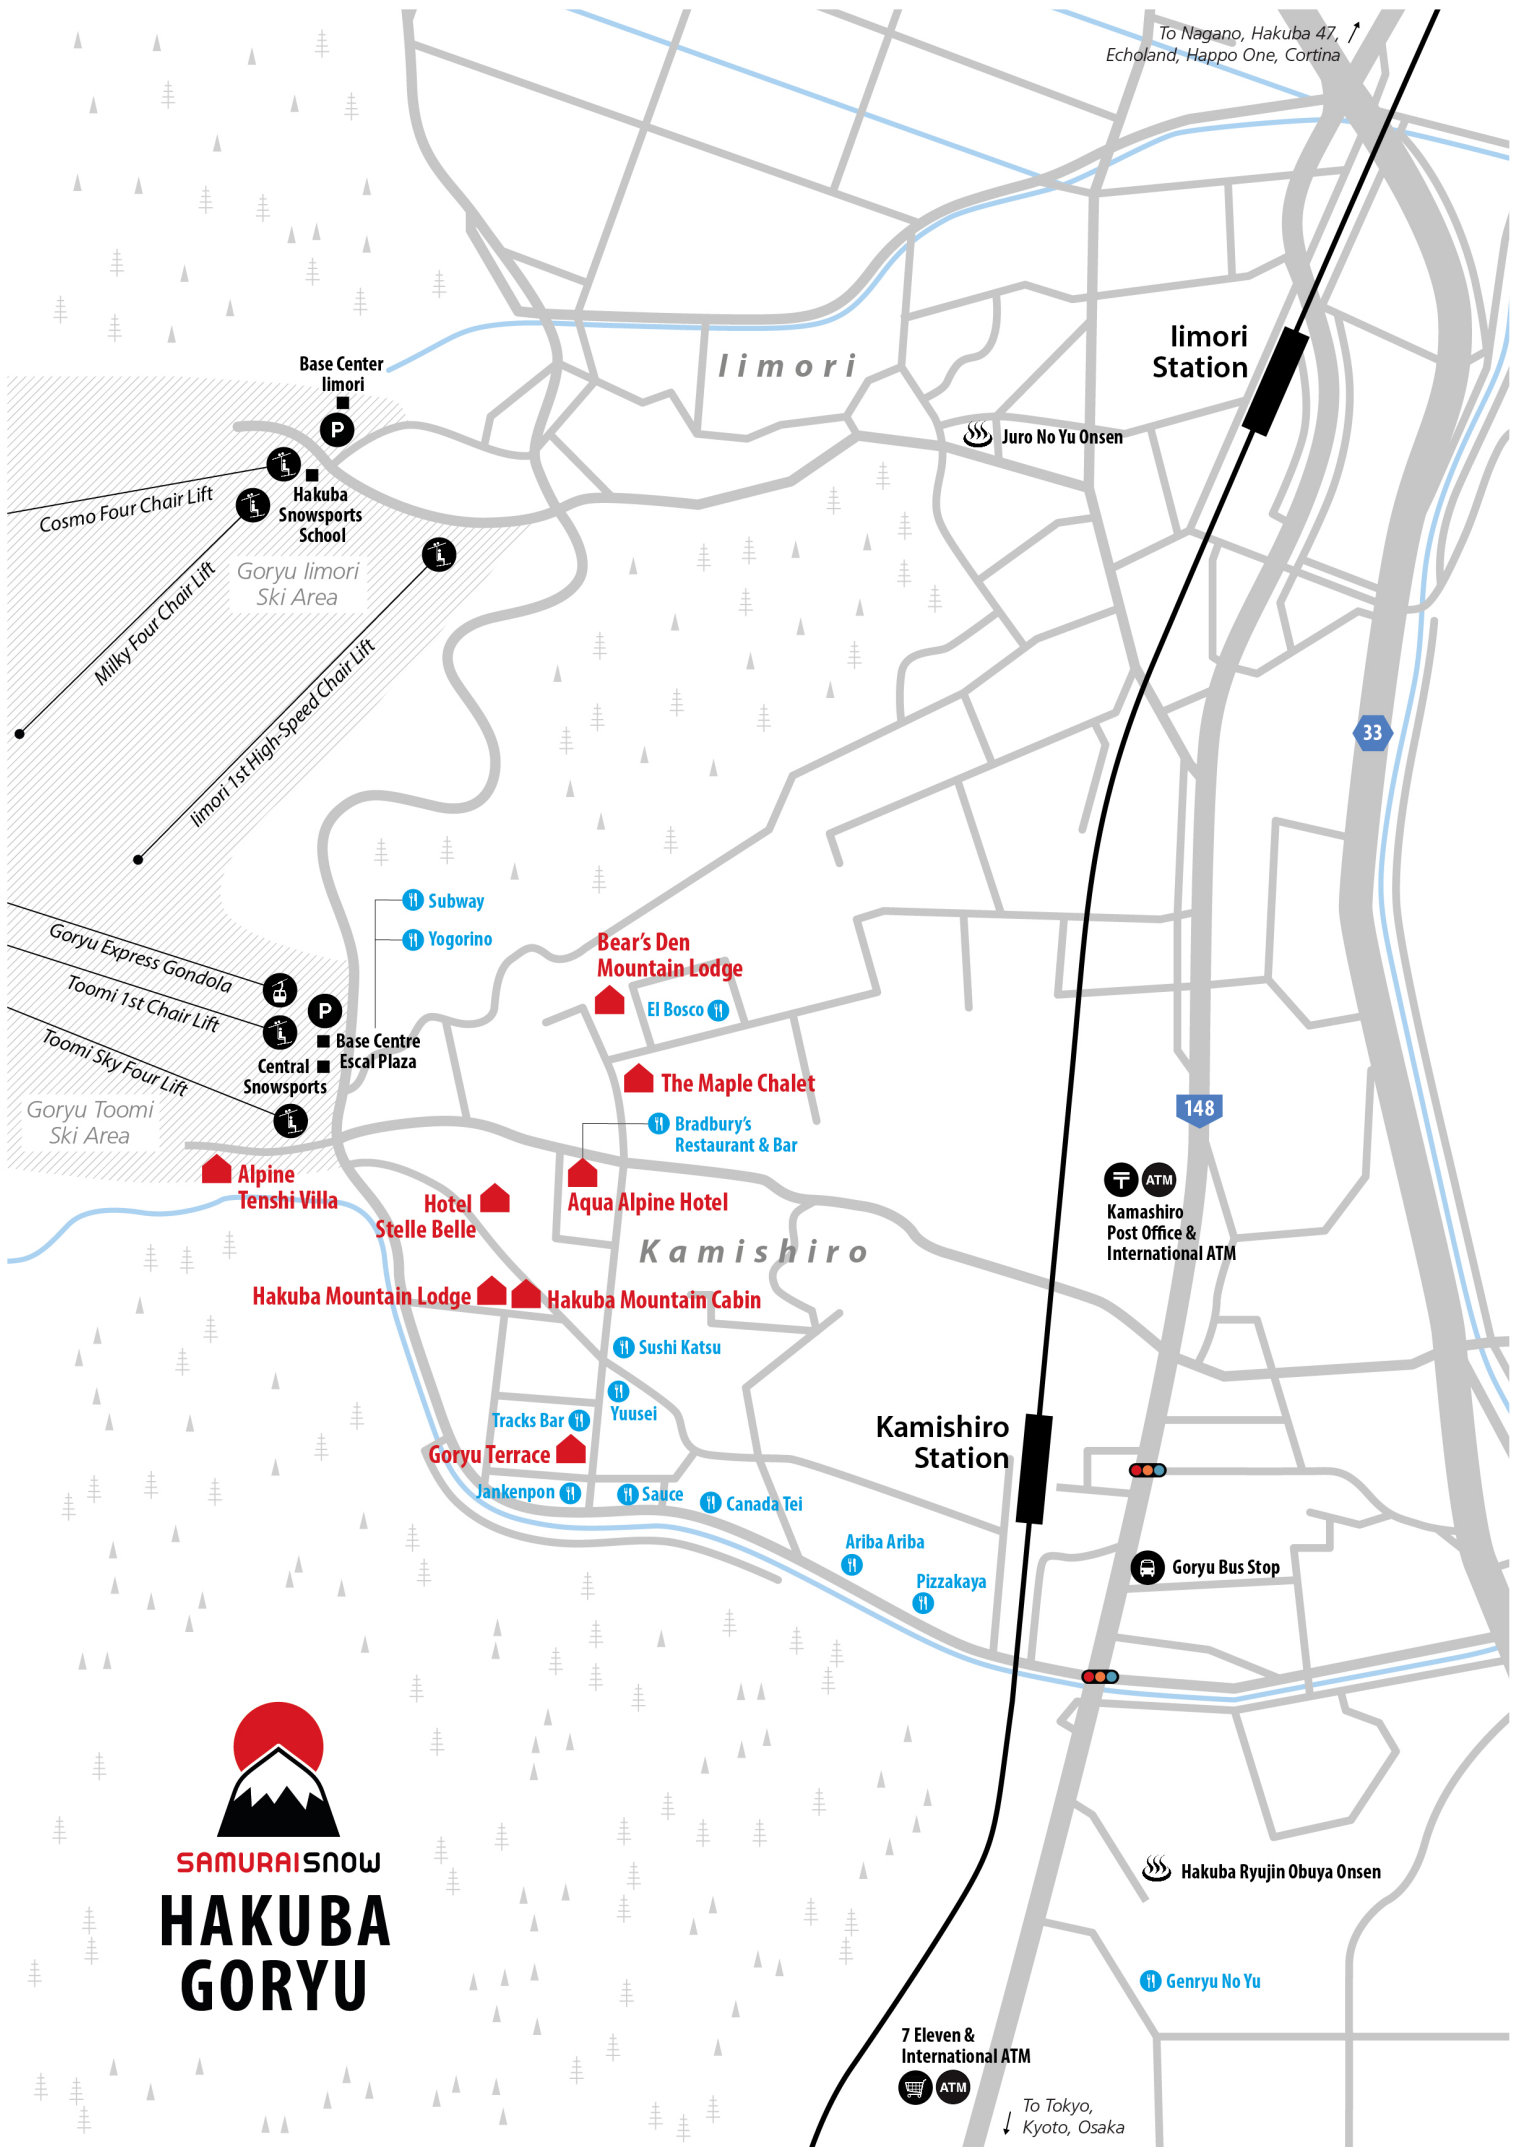 To Nagano, Hakuba 47,
Echoland, Happo One, Cortina
Iimori
Station
Iimori
Base Center
Iimori
P
Juro No Yu Onsen
Cosmo Four Chair Lift
Hakuba
Snowsports
School
Goryu Iimori
Ski Area
Milky Four Chair Lift
Iimori 1st High-Speed Chair Lift
33
Subway
Yogorino
Goryu Express Gondola
Toomi 1st Chair Lift
Toomi Sky Four Lift
P
Base Centre
Escal Plaza
Central
Snowsports
Goryu Toomi
Ski Area
Bear's Den
Mountain Lodge
El Bosco
The Maple Chalet
Bradbury's
Restaurant & Bar
148
Alpine
Tenshi Villa
Hotel
Stelle Belle
Aqua Alpine Hotel
Kamishiro
〒 ATM
Kamashiro
Post Office &
International ATM
Hakuba Mountain Lodge
Hakuba Mountain Cabin
Sushi Katsu
Yuusei
Tracks Bar
Goryu Terrace
Jankenpon
Sauce
Canada Tei
Kamishiro
Station
Ariba Ariba
Pizzakaya
Goryu Bus Stop
SAMURAISNOW
HAKUBA
GORYU
Hakuba Ryujin Obuya Onsen
Genryu No Yu
7 Eleven &
International ATM
ATM
To Tokyo,
Kyoto, Osaka